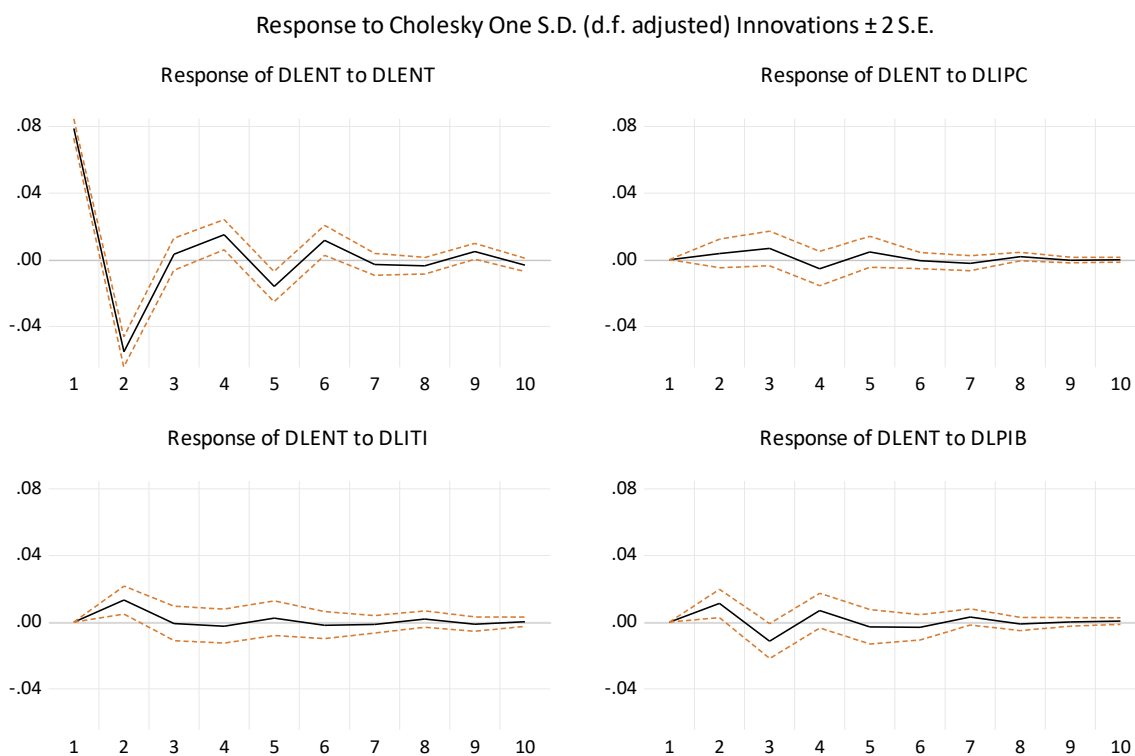 Response to Cholesky One S.D. (d.f. adjusted) Innovations ± 2 S.E.
Response of DLENT to DLENT
.08
.04
.00
-.04
1 2 3 4 5 6 7 8 9 10
Response of DLENT to DLIPC
.08
.04
.00
-.04
1 2 3 4 5 6 7 8 9 10
Response of DLENT to DLITI
.08
.04
.00
-.04
1 2 3 4 5 6 7 8 9 10
Response of DLENT to DLPIB
.08
.04
.00
-.04
1 2 3 4 5 6 7 8 9 10